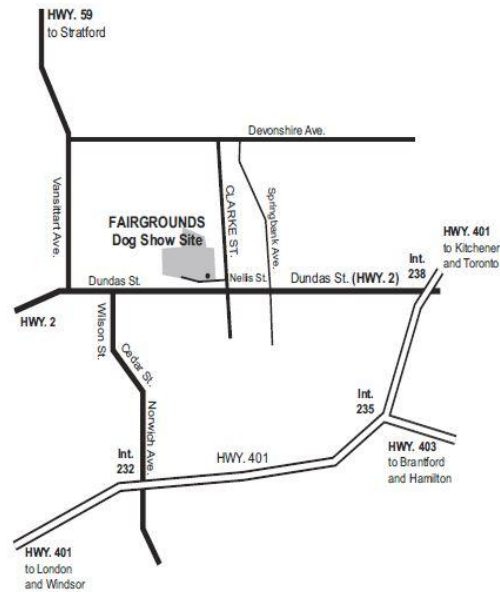 HWY. 59
to Stratford
Devonshire Ave.
Vansittart Ave.
CLARKE ST.
Springbank Ave.
FAIRGROUNDS
Dog Show Site
HWY. 401
to Kitchener
and Toronto
Int.
238
Nellis St.
Dundas St.
Dundas St. (HWY. 2)
HWY. 2
Wilson St.
Cedar St.
Norwich Ave.
Int.
235
Int.
232
HWY. 401
HWY. 403
to Brantford
and Hamilton
HWY. 401
to London
and Windsor